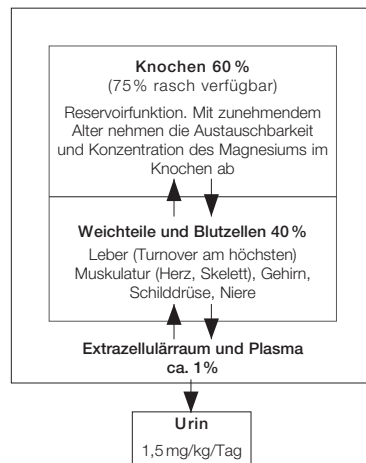 Knochen 60 %
(75 % rasch verfügbar)
Reservoirfunktion. Mit zunehmendem
Alter nehmen die Austauschbarkeit
und Konzentration des Magnesiums im
Knochen ab
Weichteile und Blutzellen 40 %
Leber (Turnover am höchsten)
Muskulatur (Herz, Skelett), Gehirn,
Schilddrüse, Niere
Extrazellulärraum und Plasma
ca. 1 %
Urin
1,5 mg/kg/Tag